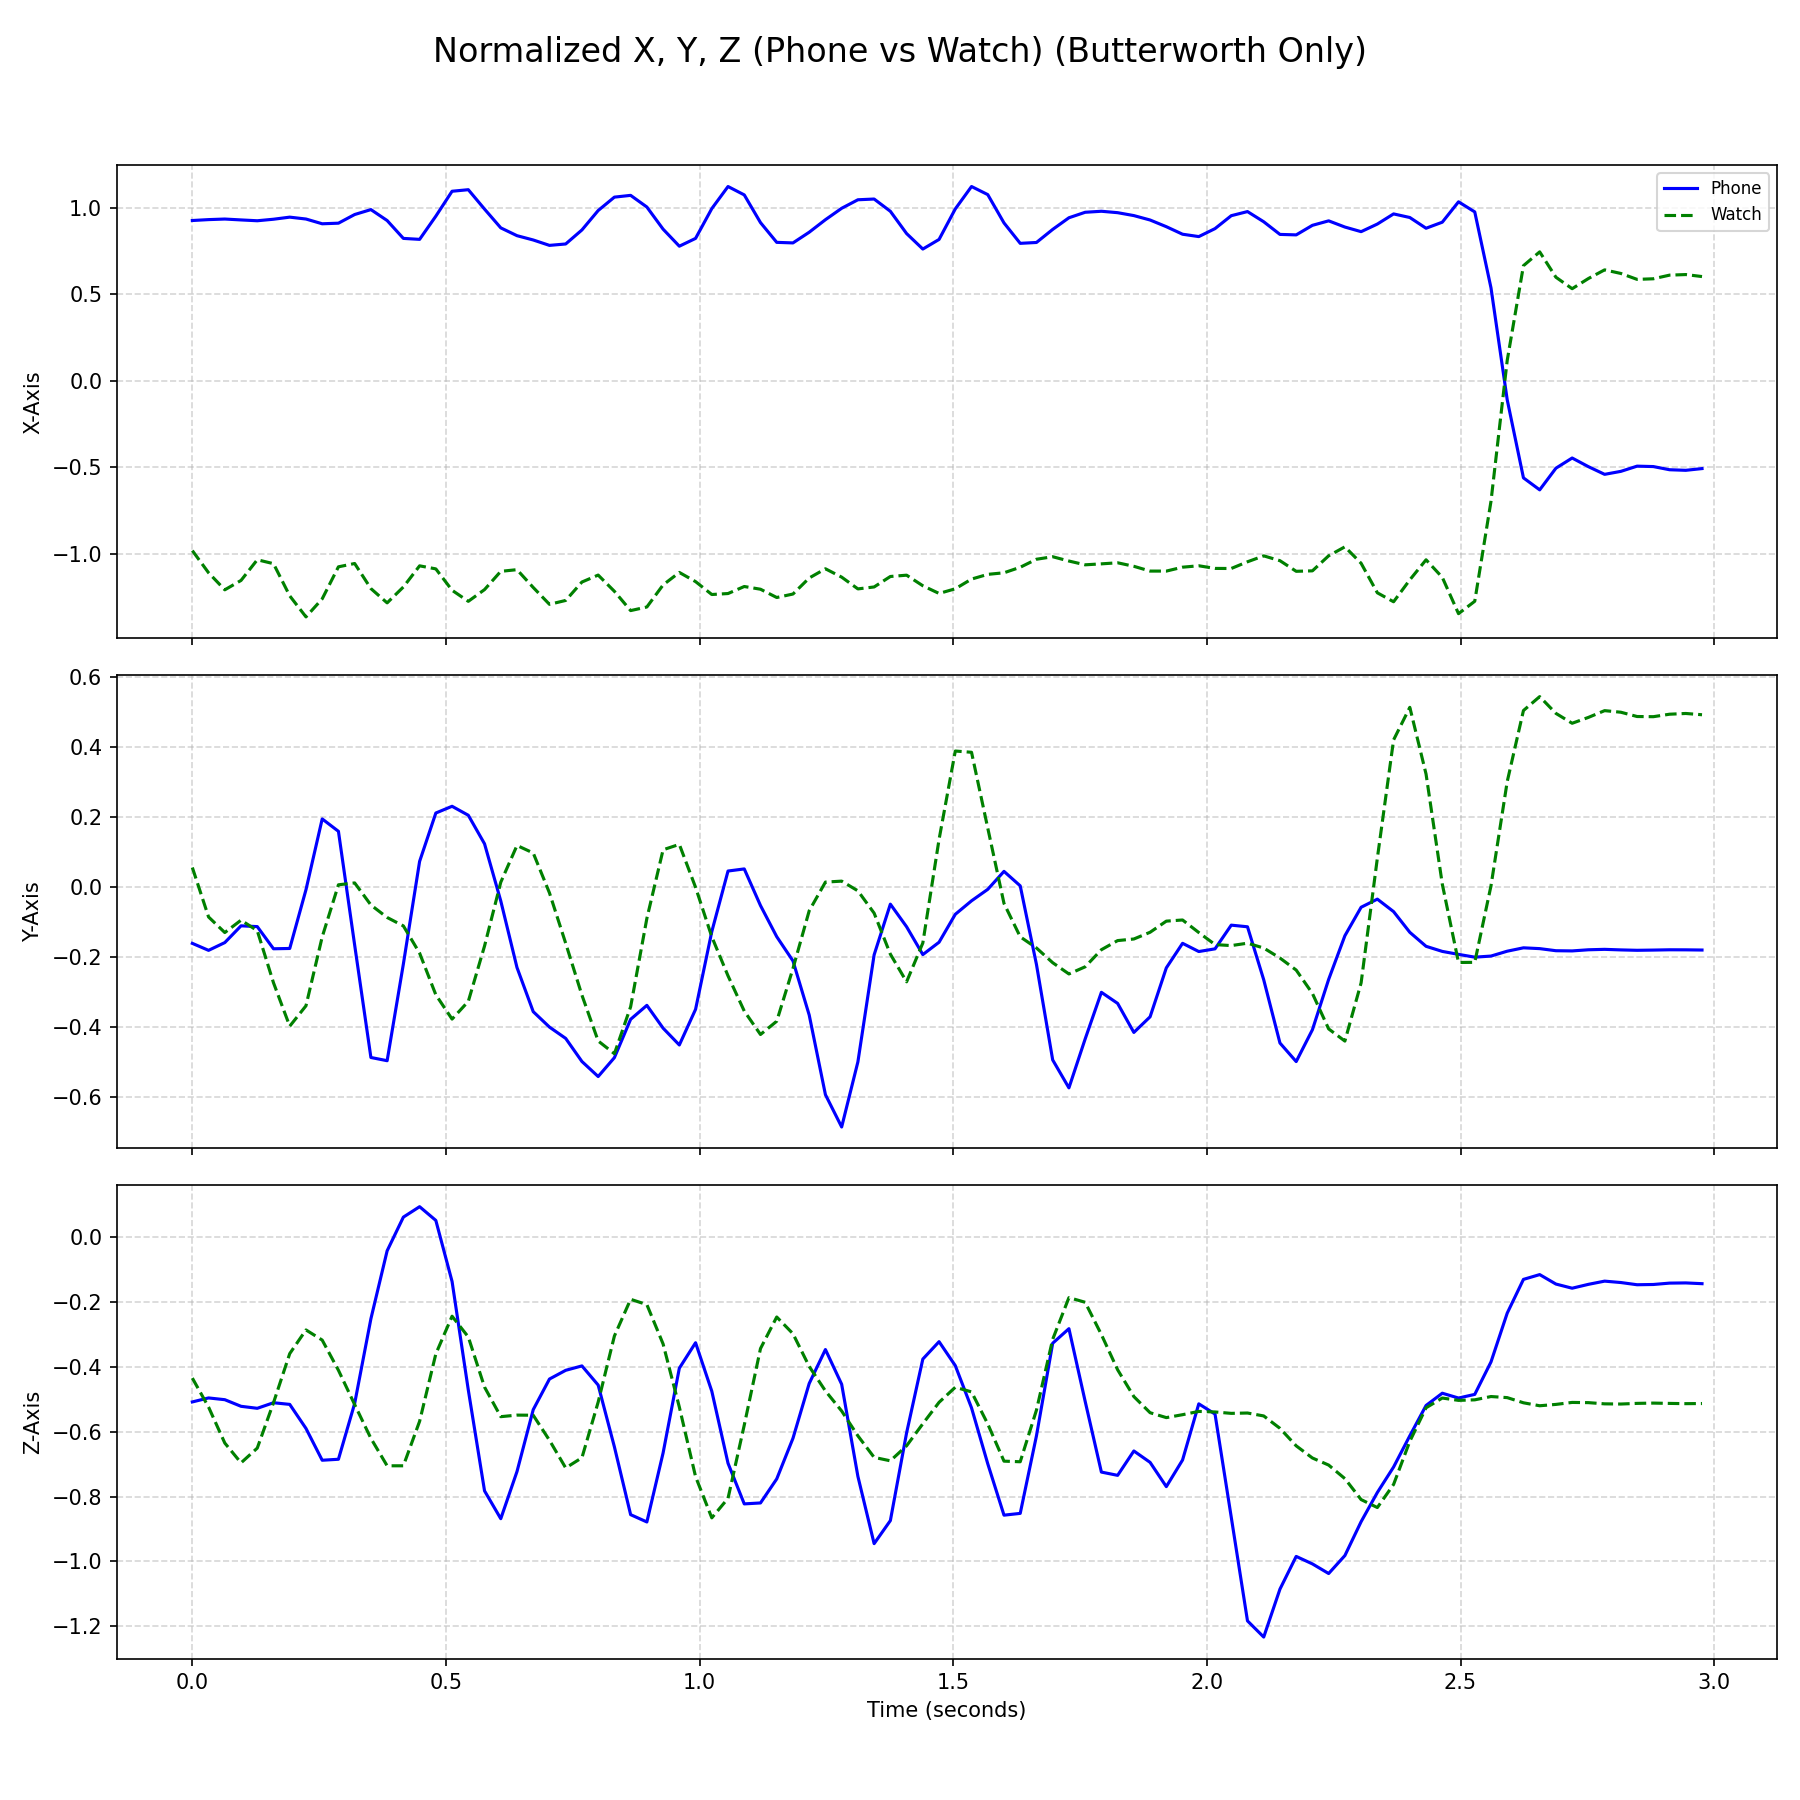 Normalized X, Y, Z (Phone vs Watch) (Butterworth Only)
Phone
Watch
1.0
0.5
0.0
−0.5
−1.0
X-Axis
0.6
0.4
0.2
0.0
−0.2
−0.4
−0.6
Y-Axis
0.0
−0.2
−0.4
−0.6
−0.8
−1.0
−1.2
Z-Axis
0.0 0.5 1.0 1.5 2.0 2.5 3.0
Time (seconds)